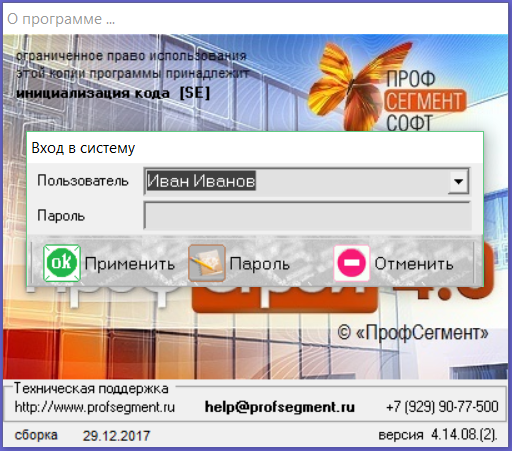 О программе ...
ограниченное право использования
этой копии программы принадлежит
инициализация кода [SE]
ПРОФ
СЕГМЕНТ
СОФТ
Вход в систему
Пользователь Иван Иванов
Пароль
ok Применить Пароль Отменить
© «ПрофСегмент»
Техническая поддержка
http://www.profsegment.ru help@profsegment.ru +7 (929) 90-77-500
сборка 29.12.2017 версия 4.14.08.(2).